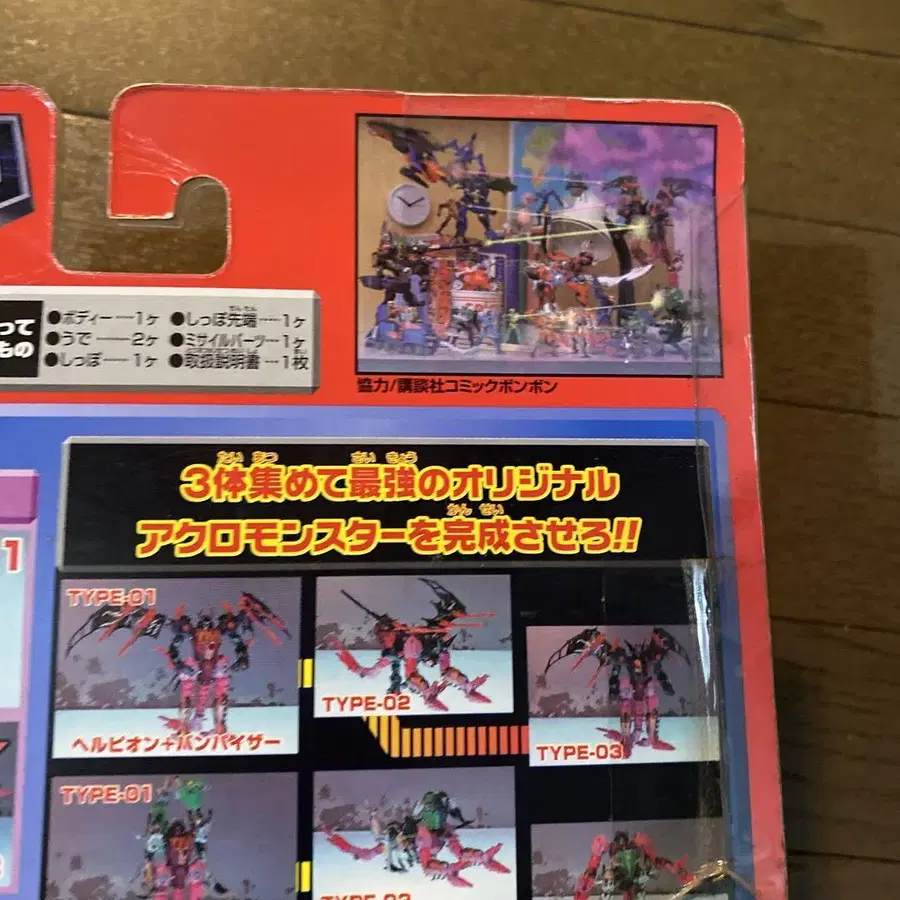 って
もの
●ボディー……1ヶ ●しっぽ先端……1ヶ
●うで……2ヶ ●ミサイルパーツ…1ヶ
●しっぽ……1ヶ ●取扱説明書…1枚
協力/講談社コミックボンボン
3体集めて最強のオリジナル
アクロモンスターを完成させろ!!
1
TYPE-01
TYPE-02
TYPE-03
ヘルピオン+バンパイザー
TYPE-01